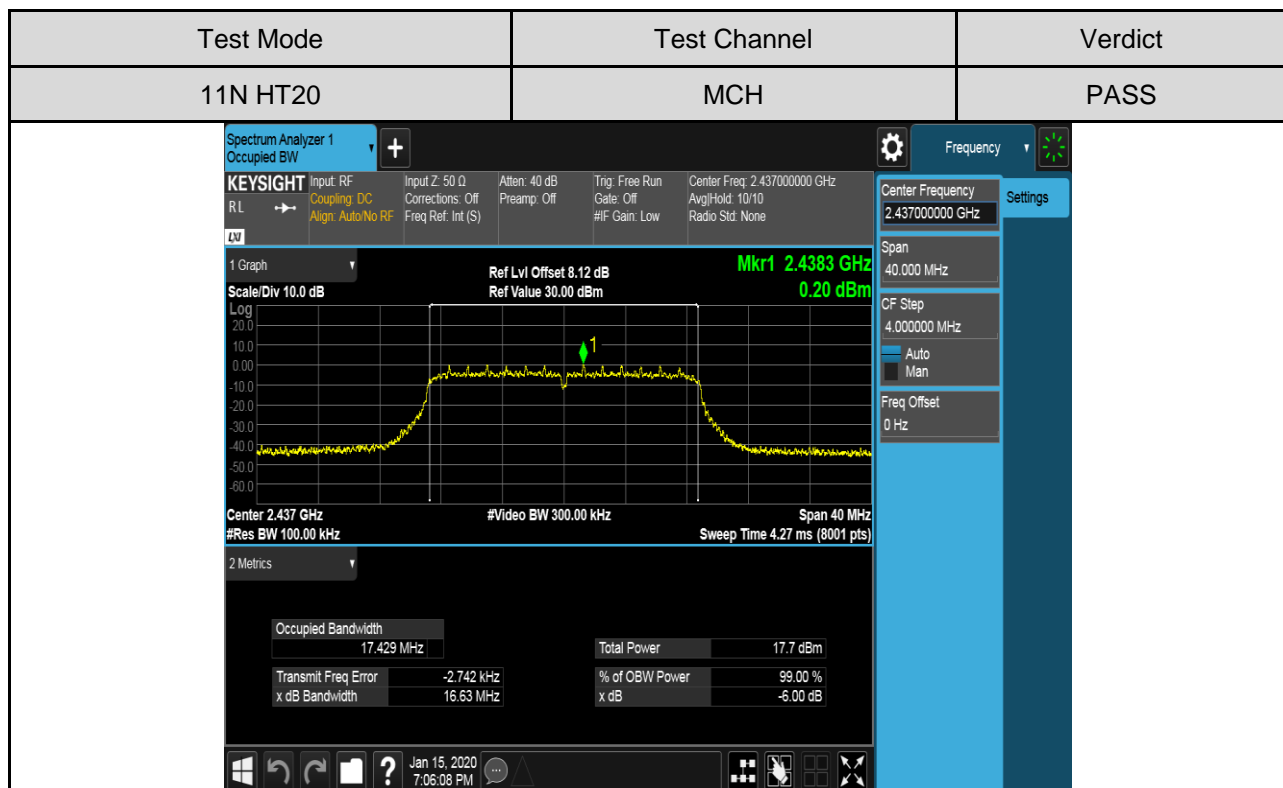 Test Mode Test Channel Verdict
11N HT20 MCH PASS
Spectrum Analyzer 1
Occupied BW
+
Frequency
KEYSIGHT Input: RF Input Z: 50 Ω Atten: 40 dB Trig: Free Run Center Freq: 2.437000000 GHz
RL Coupling: DC Corrections: Off Preamp: Off Gate: Off Avg|Hold: 10/10
Align: Auto/No RF Freq Ref: Int (S) #IF Gain: Low Radio Std: None
LXI
Center Frequency
2.437000000 GHz
Settings
Span
40.000 MHz
CF Step
4.000000 MHz
Auto
Man
Freq Offset
0 Hz
1 Graph Ref Lvl Offset 8.12 dB Mkr1 2.4383 GHz
Scale/Div 10.0 dB Ref Value 30.00 dBm 0.20 dBm
Log
20.0
10.0
1
0.00
-10.0
-20.0
-30.0
-40.0
-50.0
-60.0
Center 2.437 GHz #Video BW 300.00 kHz Span 40 MHz
#Res BW 100.00 kHz Sweep Time 4.27 ms (8001 pts)
2 Metrics
Occupied Bandwidth
17.429 MHz Total Power 17.7 dBm
Transmit Freq Error -2.742 kHz % of OBW Power 99.00 %
x dB Bandwidth 16.63 MHz x dB -6.00 dB
? Jan 15, 2020
7:06:08 PM